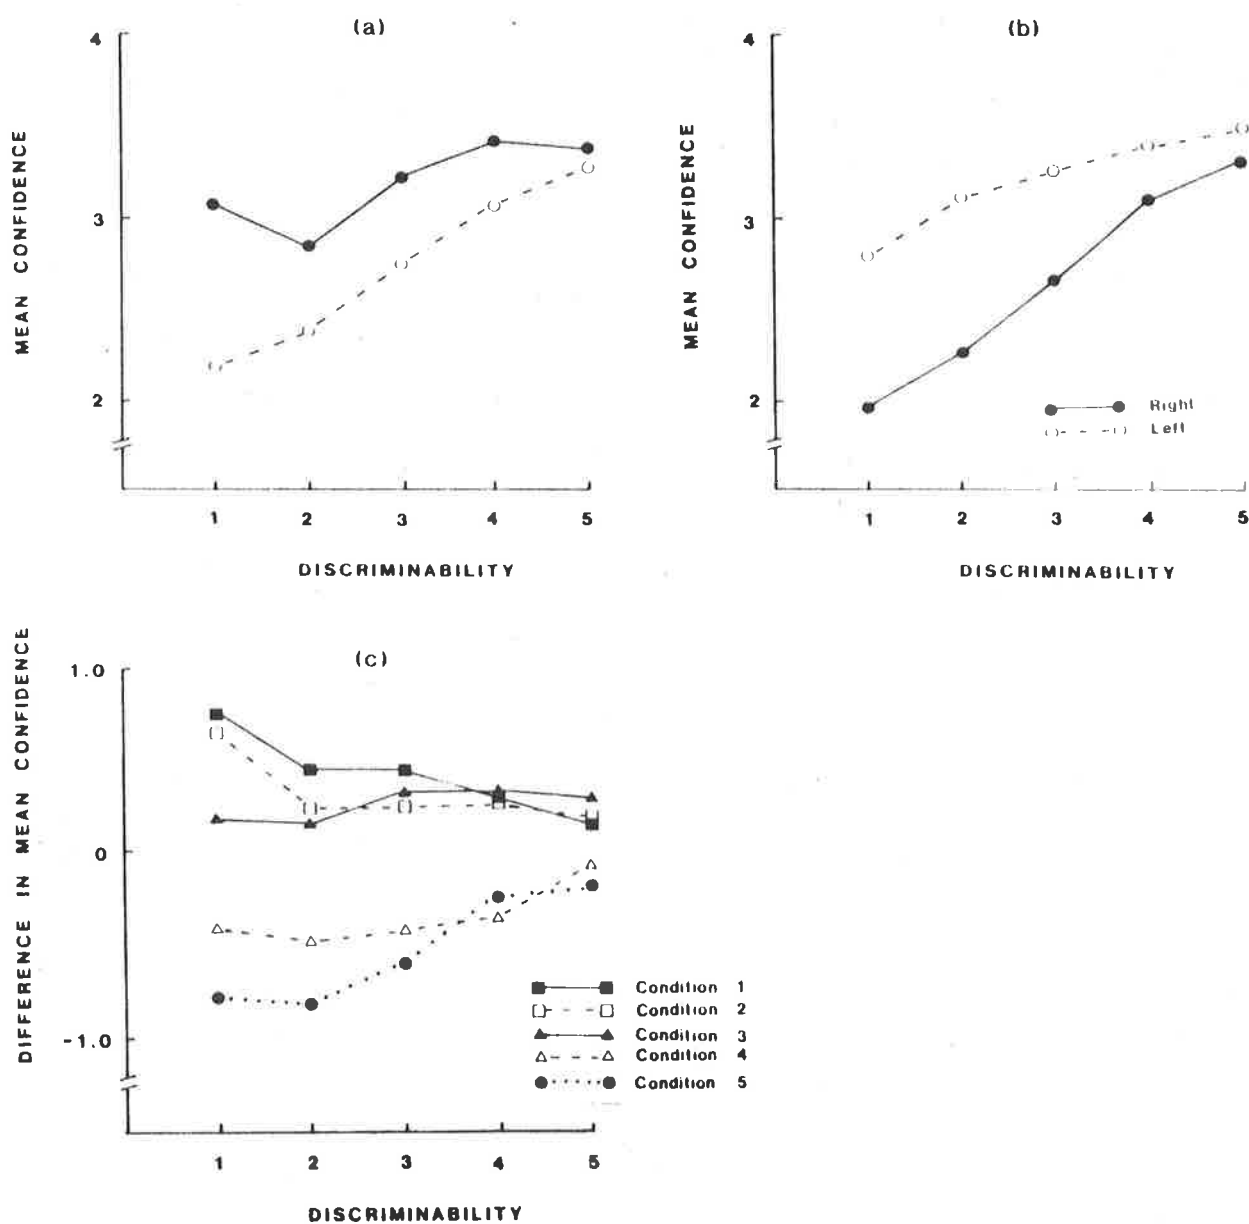 (a)
4
3
2
MEAN CONFIDENCE
1 2 3 4 5
DISCRIMINABILITY
(b)
4
3
2
MEAN CONFIDENCE
Right
Left
1 2 3 4 5
DISCRIMINABILITY
(c)
1.0
0
-1.0
DIFFERENCE IN MEAN CONFIDENCE
Condition 1
Condition 2
Condition 3
Condition 4
Condition 5
1 2 3 4 5
DISCRIMINABILITY